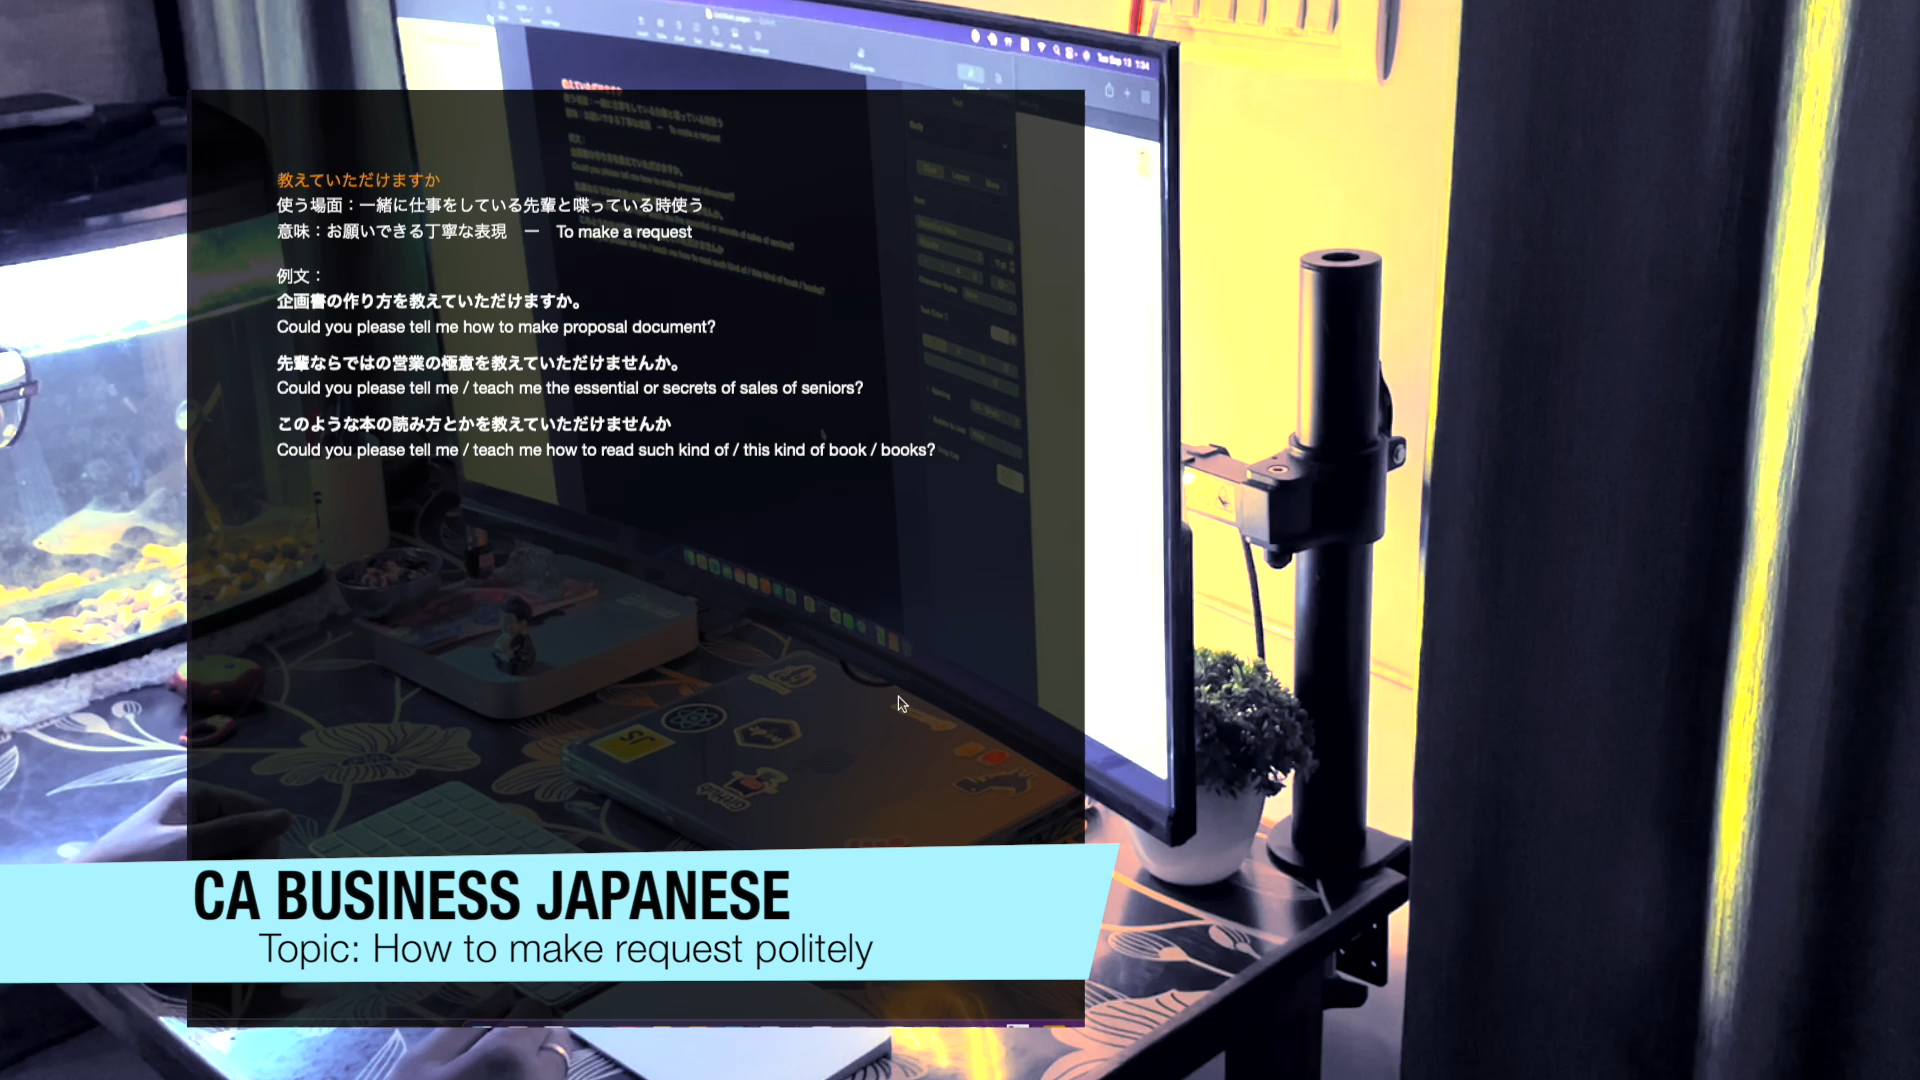 教えていただけますか
使う場面：一緒に仕事をしている先輩と喋っている時使う
意味：お願いできる丁寧な表現　ー　To make a request
例文：
企画書の作り方を教えていただけますか。
Could you please tell me how to make proposal document?
先輩ならではの営業の極意を教えていただけませんか。
Could you please tell me / teach me the essential or secrets of sales of seniors?
このような本の読み方とかを教えていただけませんか
Could you please tell me / teach me how to read such kind of / this kind of book / books?
CA BUSINESS JAPANESE
Topic: How to make request politely
Tue Sep 13 1:34